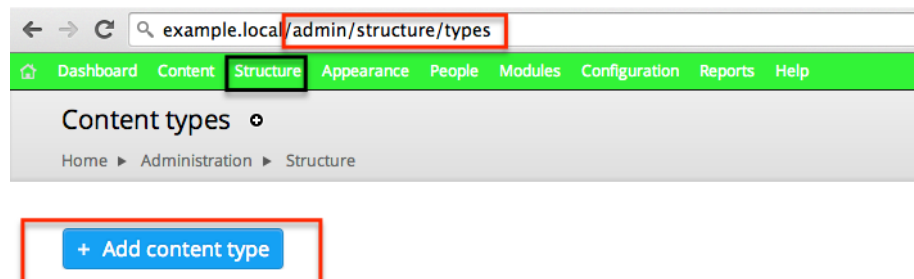 example.local/admin/structure/types
Dashboard Content Structure Appearance People Modules Configuration Reports Help
Content types
Home ▶ Administration ▶ Structure
+ Add content type